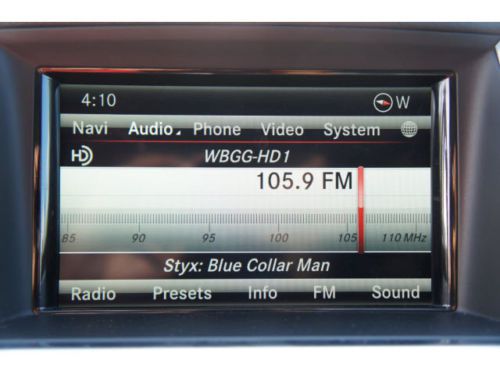 4:10 W
Navi Audio Phone Video System
HD WBGG-HD1
105.9 FM
85 90 95 100 105 110 MHz
Styx: Blue Collar Man
Radio Presets Info FM Sound